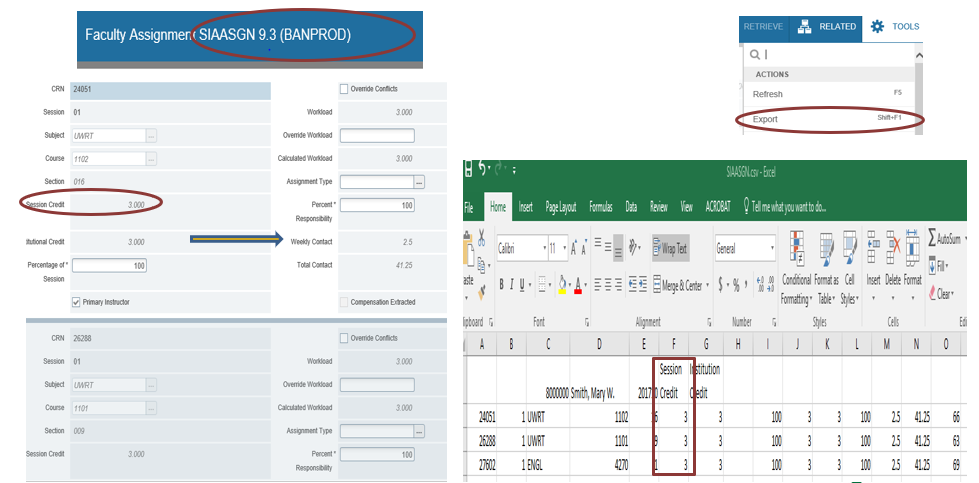 Faculty Assignment SIAASGN 9.3 (BANPROD)
RETRIEVE RELATED TOOLS
ACTIONS
Refresh F5
Export Shift+F1
CRN 24051 Override Conflicts
Session 01 Workload 3.000
Subject UWRT ... Override Workload
Course 1102 ... Calculated Workload 3.000
Section 016 Assignment Type ...
Session Credit 3.000 Percent * 100
Responsibility
titutional Credit 3.000 Weekly Contact 2.5
Percentage of * 100 Total Contact 41.25
Session
Primary Instructor Compensation Extracted
CRN 26288 Override Conflicts
Session 01 Workload 3.000
Subject UWRT ... Override Workload
Course 1101 ... Calculated Workload 3.000
Section 009 Assignment Type ...
Session Credit 3.000 Percent * 100
Responsibility
SIAASGN.csv - Excel
File Home Insert Page Layout Formulas Data Review View ACROBAT Tell me what you want to do...
Calibri 11 A A Wrap Text General AutoSum
aste B I U A Merge & Center $ % , Conditional Format as Cell Insert Delete Format Fill
Formatting Table Styles Clear
lipboard Font Alignment Number Styles Cells Edi
A B C D E F G H I J K L M N O
Session Institution
8000000 Smith, Mary W. Credit Credit
24051 1 UWRT 1102 3 3 100 3 3 100 2.5 41.25 66
26288 1 UWRT 1101 3 3 100 3 3 100 2.5 41.25 63
27602 1 ENGL 4270 3 3 100 3 3 100 2.5 41.25 69